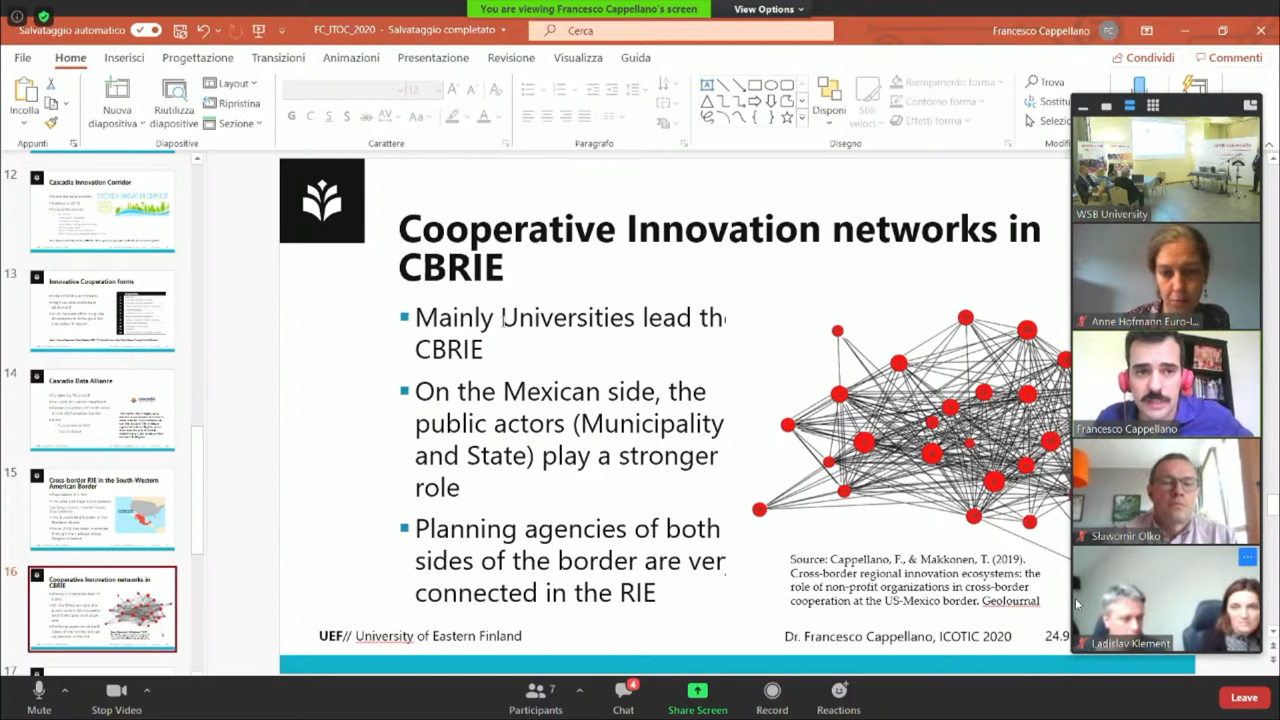 You are viewing Francesco Cappellano's screen
View Options
Salvataggio automatico
FC_ITOC_2020 - Salvataggio completato
Cerca
Francesco Cappellano
FC
File
Home
Inserisci
Progettazione
Transizioni
Animazioni
Presentazione
Revisione
Visualizza
Guida
Condividi
Commenti
Incolla
Nuova
diapositiva
Riutilizza
diapositive
Layout
Ripristina
Sezione
Disponi
Stili
veloci
Riempimento forma
Contorno forma
Effetti forma
Trova
Sostitu
Selezio
Appunti
Diapositive
Carattere
Paragrafo
Disegno
Modifi
12
Cascadia Innovation Corridor
13
Innovative Cooperation forms
14
Cascadia Data Alliance
15
Cross-border RIE in the South-Western
American Border
16
Cooperative Innovation networks in
CBRIE
17
Cooperative Innovation networks in
CBRIE
Mainly Universities lead the
CBRIE
On the Mexican side, the
public actors (Municipality
and State) play a stronger
role
Planning agencies of both
sides of the border are very
connected in the RIE
Source: Cappellano, F., & Makkonen, T. (2019).
Cross-border regional innovation ecosystems: the
role of non-profit organizations in cross-border
cooperation at the US-Mexico border. GeoJournal
UEF// University of Eastern Finland
Dr. Francesco Cappellano, ICOTIC 2020
24.9
WSB University
Anne Hofmann Euro-I...
Francesco Cappellano
Sławomir Olko
Ladislav Klement
Mute
Stop Video
7
Participants
4
Chat
Share Screen
Record
Reactions
Leave